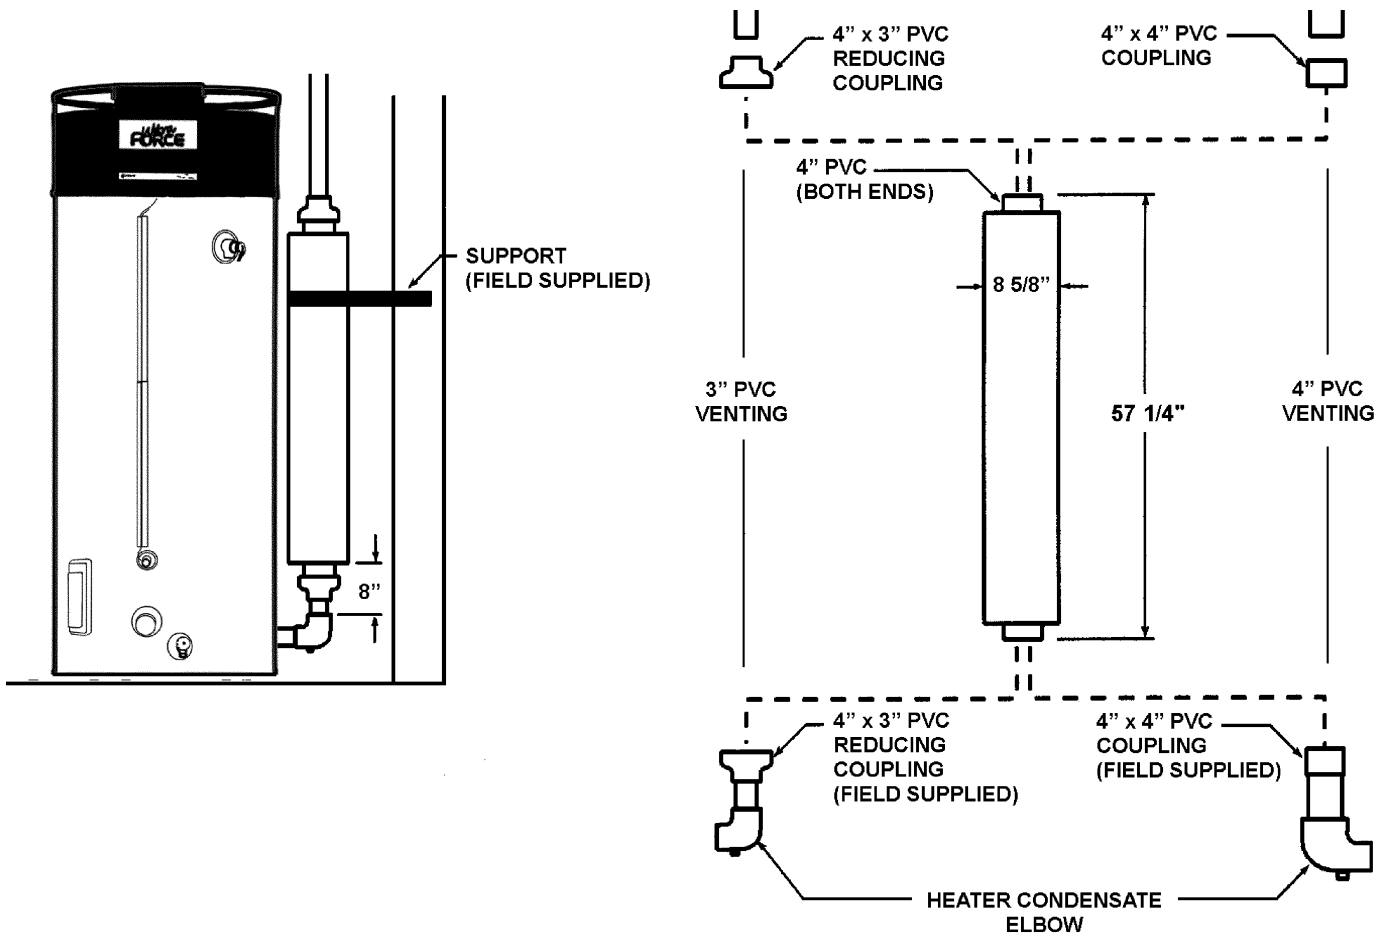 4” x 3” PVC
REDUCING
COUPLING
4” x 4” PVC
COUPLING
FORCE
4” PVC
(BOTH ENDS)
SUPPORT
(FIELD SUPPLIED)
8 5/8”
3” PVC
VENTING
57 1/4"
4” PVC
VENTING
8”
4” x 3” PVC
REDUCING
COUPLING
(FIELD SUPPLIED)
4” x 4” PVC
COUPLING
(FIELD SUPPLIED)
HEATER CONDENSATE
ELBOW